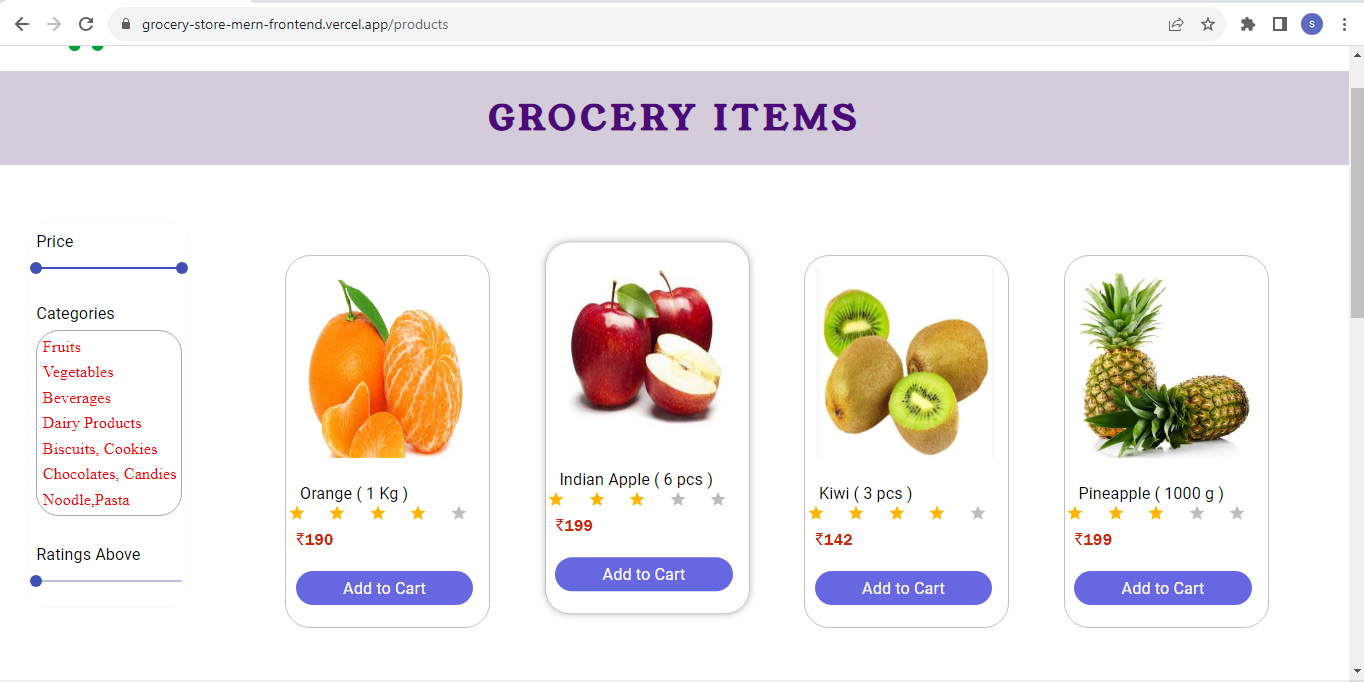 grocery-store-mern-frontend.vercel.app/products
S
GROCERY ITEMS
Price
Categories
Fruits
Vegetables
Beverages
Dairy Products
Biscuits, Cookies
Chocolates, Candies
Noodle,Pasta
Ratings Above
Orange ( 1 Kg )
₹190
Add to Cart
Indian Apple ( 6 pcs )
₹199
Add to Cart
Kiwi ( 3 pcs )
₹142
Add to Cart
Pineapple ( 1000 g )
₹199
Add to Cart